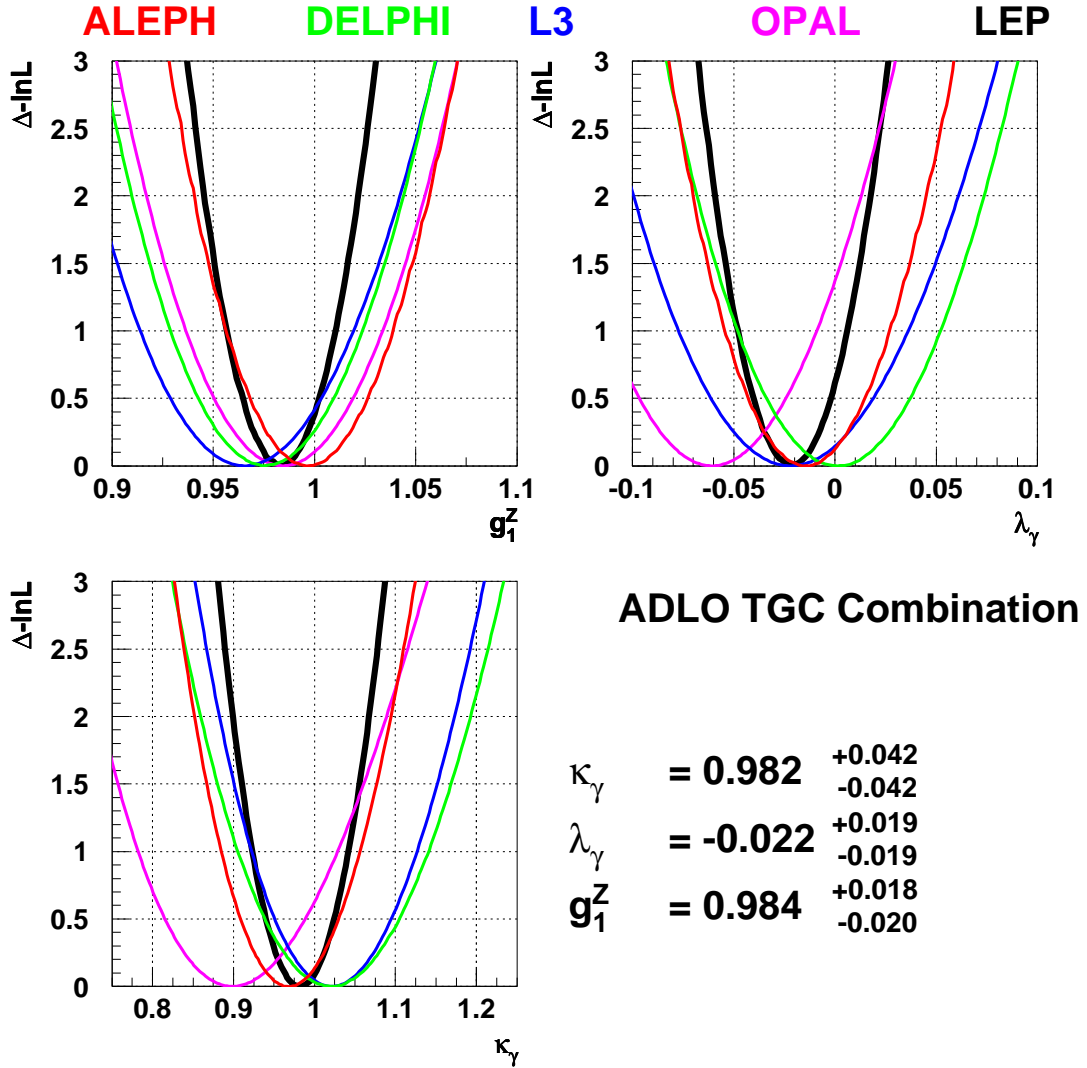 ALEPH DELPHI L3 OPAL LEP
Δ-lnL
3
2.5
2
1.5
1
0.5
0
0.9 0.95 1 1.05 1.1
g₁ᶻ
Δ-lnL
3
2.5
2
1.5
1
0.5
0
-0.1 -0.05 0 0.05 0.1
λᵧ
Δ-lnL
3
2.5
2
1.5
1
0.5
0
0.8 0.9 1 1.1 1.2
κᵧ
ADLO TGC Combination
κᵧ = 0.982 +0.042 -0.042
λᵧ = -0.022 +0.019 -0.019
g₁ᶻ = 0.984 +0.018 -0.020